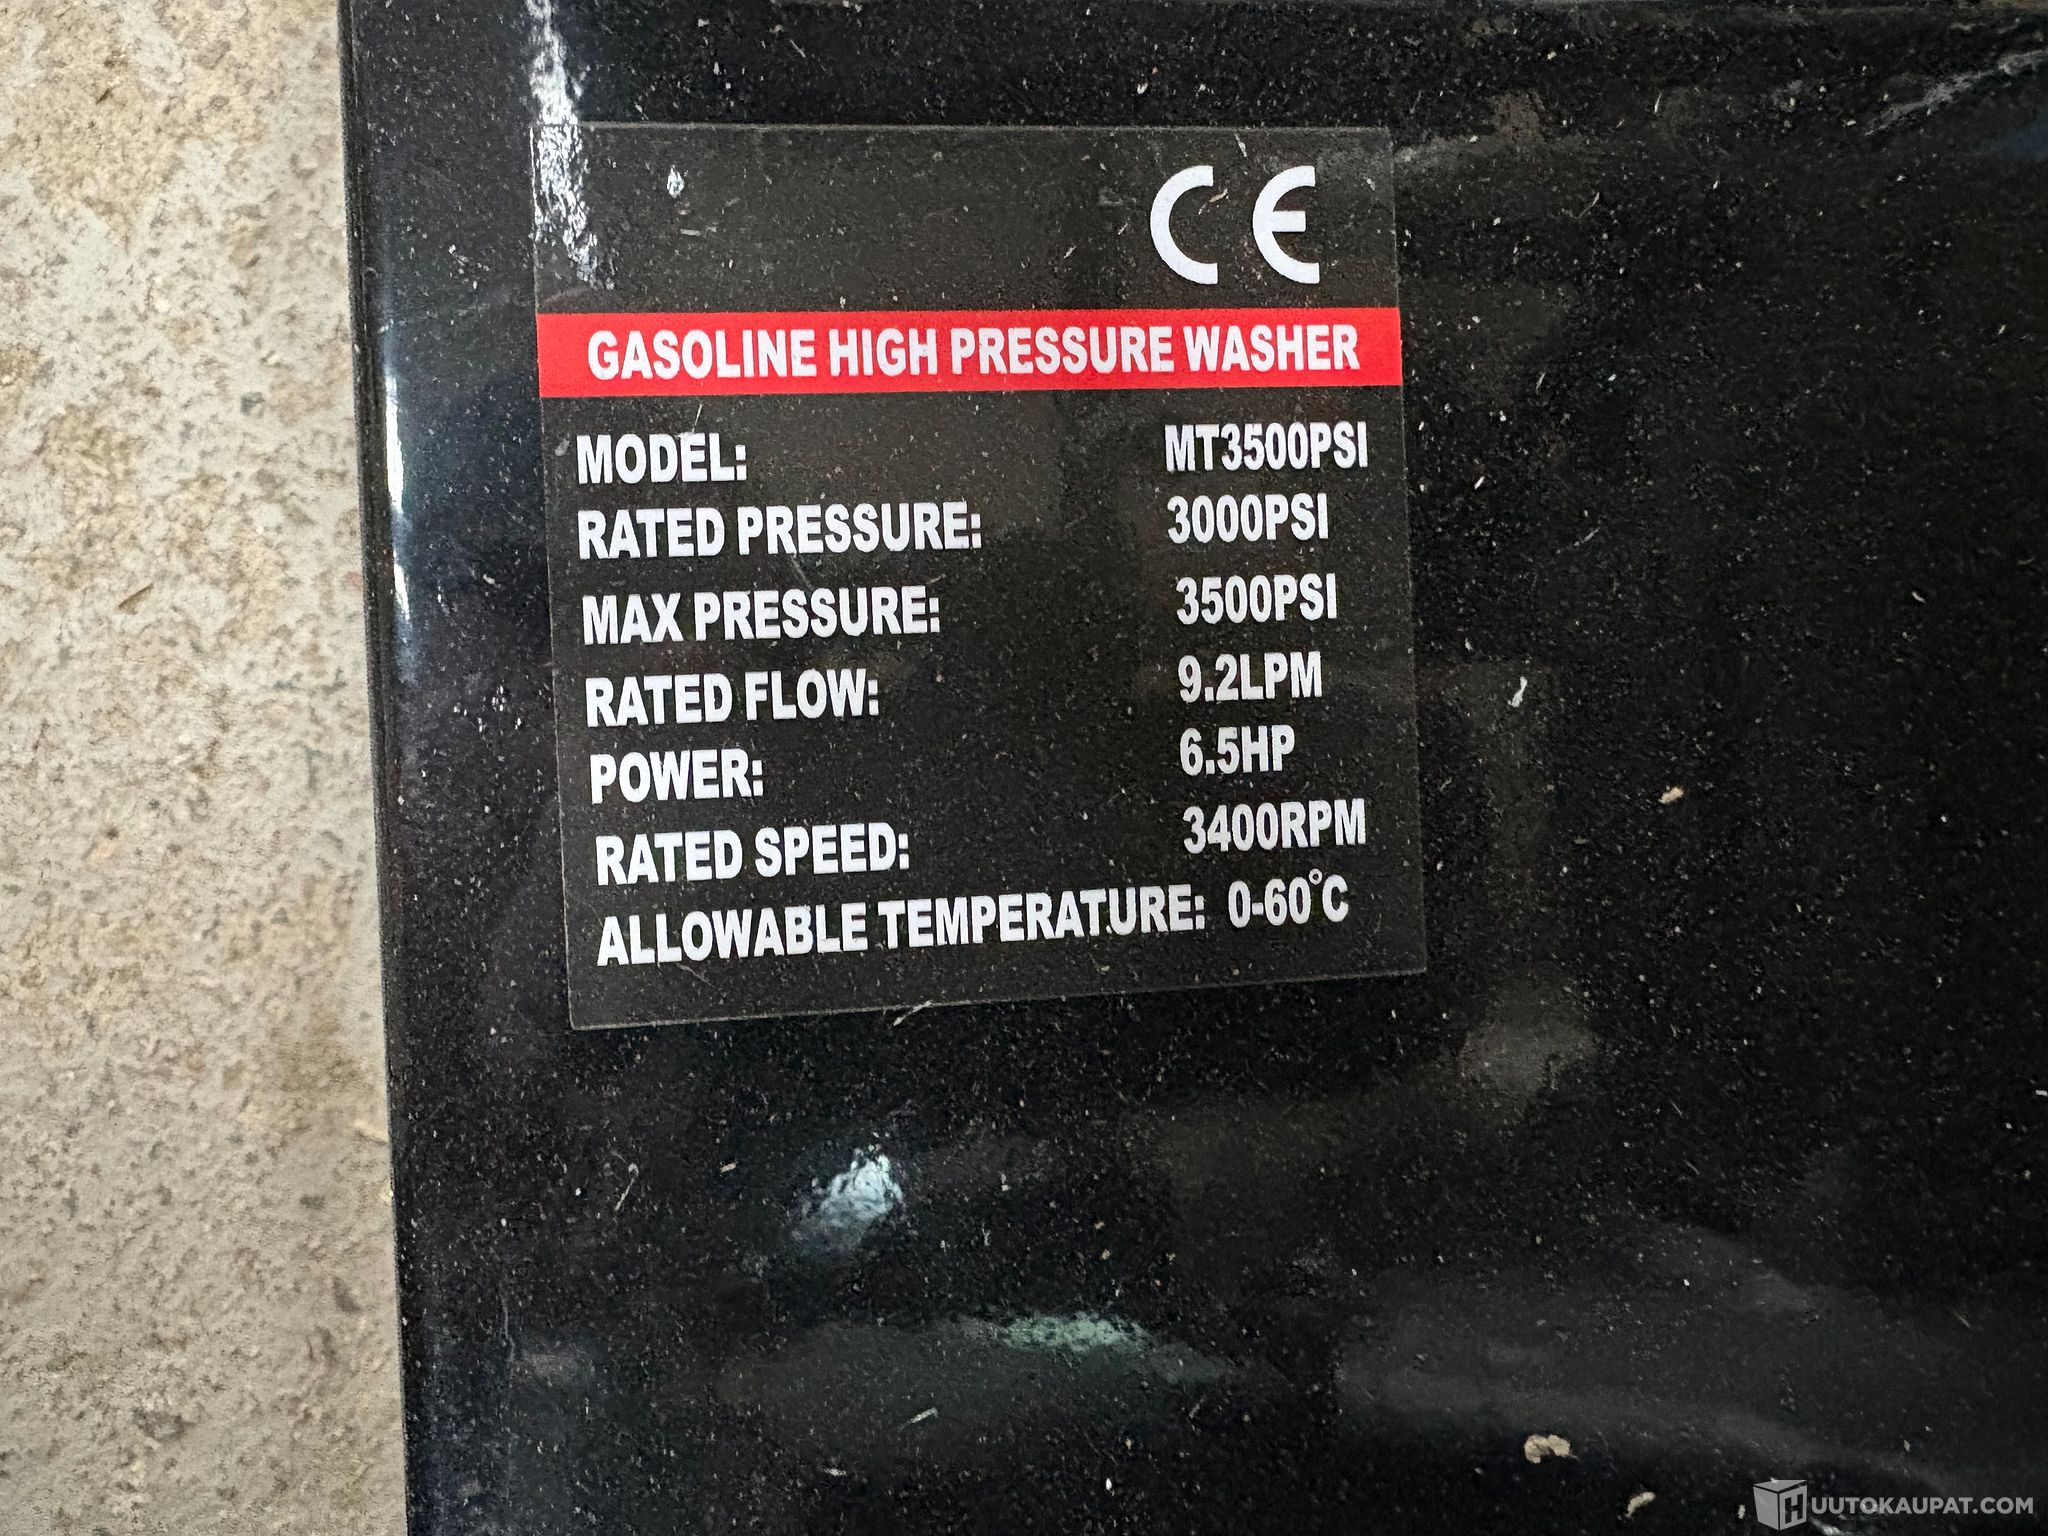 CE
GASOLINE HIGH PRESSURE WASHER
MODEL: MT3500PSI
RATED PRESSURE: 3000PSI
MAX PRESSURE: 3500PSI
RATED FLOW: 9.2LPM
POWER: 6.5HP
RATED SPEED: 3400RPM
ALLOWABLE TEMPERATURE: 0-60°C
HUUTOKAUPAT.COM